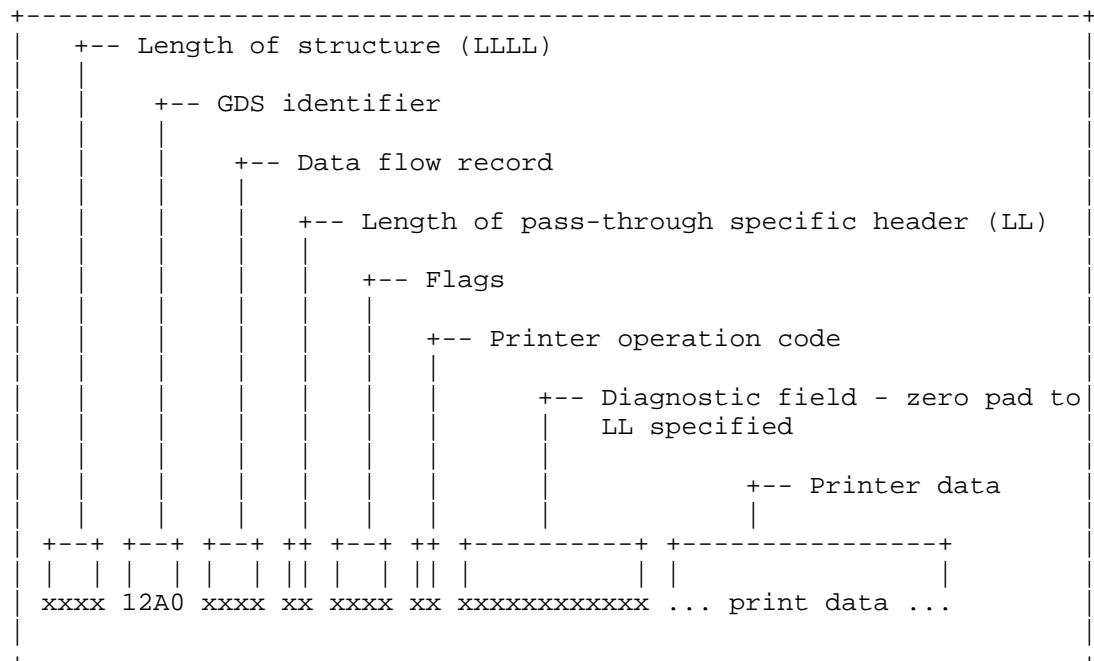 Length of structure (LLLL)
GDS identifier
Data flow record
Length of pass-through specific header (LL)
Flags
Printer operation code
Diagnostic field - zero pad to
LL specified
Printer data
xxxx 12A0 xxxx xx xxxx xx xxxxxxxxxxxx ... print data ...